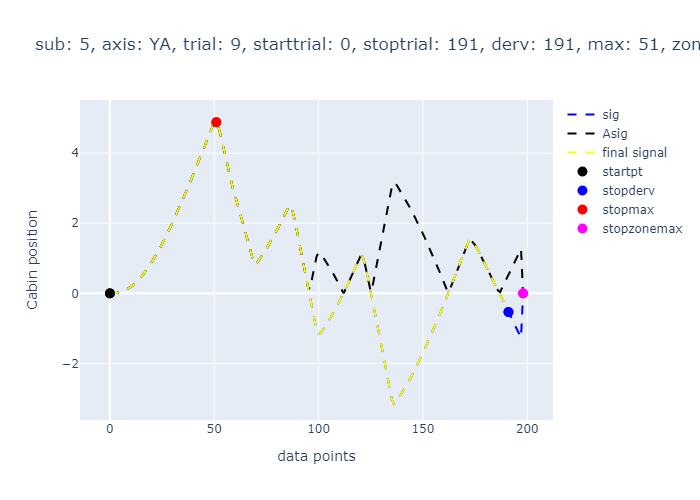 sub: 5, axis: YA, trial: 9, starttrial: 0, stoptrial: 191, derv: 191, max: 51, zon
sig
Asig
final signal
startpt
stopderv
stopmax
stopzonemax
Cabin position
4
2
0
−2
0
50
100
150
200
data points